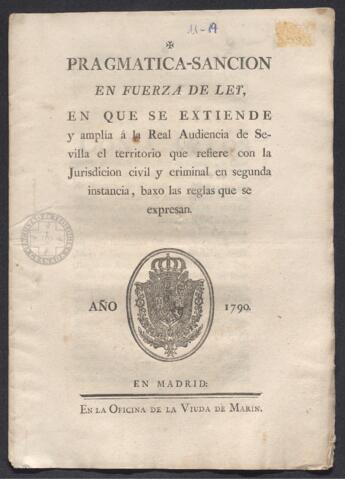 11-19
✠
PRAGMATICA-SANCION
EN FUERZA DE LEY,
EN QUE SE EXTIENDE
y amplia á la Real Audiencia de Se-
villa el territorio que refiere con la
Jurisdicion civil y criminal en segunda
instancia, baxo las reglas que se
expresan.
AÑO 1790.
EN MADRID:
EN LA OFICINA DE LA VIUDA DE MARIN.